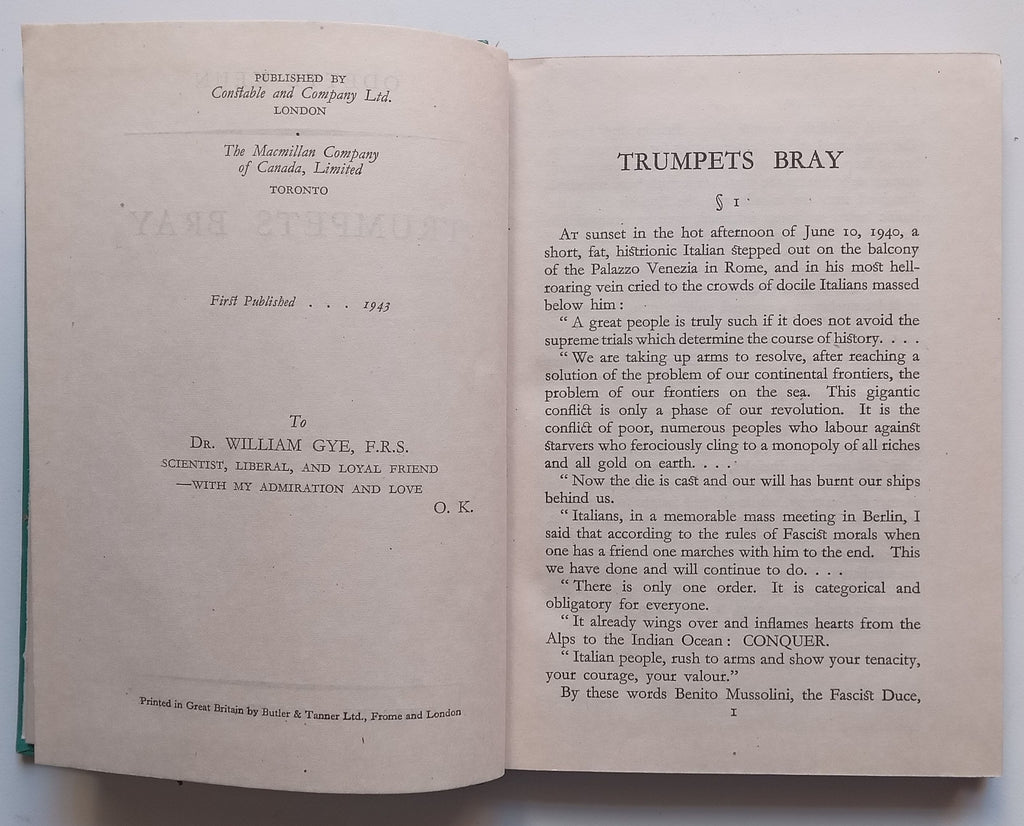 PUBLISHED BY
Constable and Company Ltd.
LONDON
The Macmillan Company
of Canada, Limited
TORONTO
First Published . . . 1943
To
DR. WILLIAM GYE, F.R.S.
SCIENTIST, LIBERAL, AND LOYAL FRIEND
—WITH MY ADMIRATION AND LOVE
O. K.
Printed in Great Britain by Butler & Tanner Ltd., Frome and London
TRUMPETS BRAY
§ 1
AT sunset in the hot afternoon of June 10, 1940, a
short, fat, histrionic Italian stepped out on the balcony
of the Palazzo Venezia in Rome, and in his most hell-
roaring vein cried to the crowds of docile Italians massed
below him :
“ A great people is truly such if it does not avoid the
supreme trials which determine the course of history. . . .
“ We are taking up arms to resolve, after reaching a
solution of the problem of our continental frontiers, the
problem of our frontiers on the sea. This gigantic
conflict is only a phase of our revolution. It is the
conflict of poor, numerous peoples who labour against
starvers who ferociously cling to a monopoly of all riches
and all gold on earth. . . .
“ Now the die is cast and our will has burnt our ships
behind us.
“ Italians, in a memorable mass meeting in Berlin, I
said that according to the rules of Fascist morals when
one has a friend one marches with him to the end. This
we have done and will continue to do. . . .
“ There is only one order. It is categorical and
obligatory for everyone.
“ It already wings over and inflames hearts from the
Alps to the Indian Ocean : CONQUER.
“ Italian people, rush to arms and show your tenacity,
your courage, your valour.”
By these words Benito Mussolini, the Fascist Duce,
1